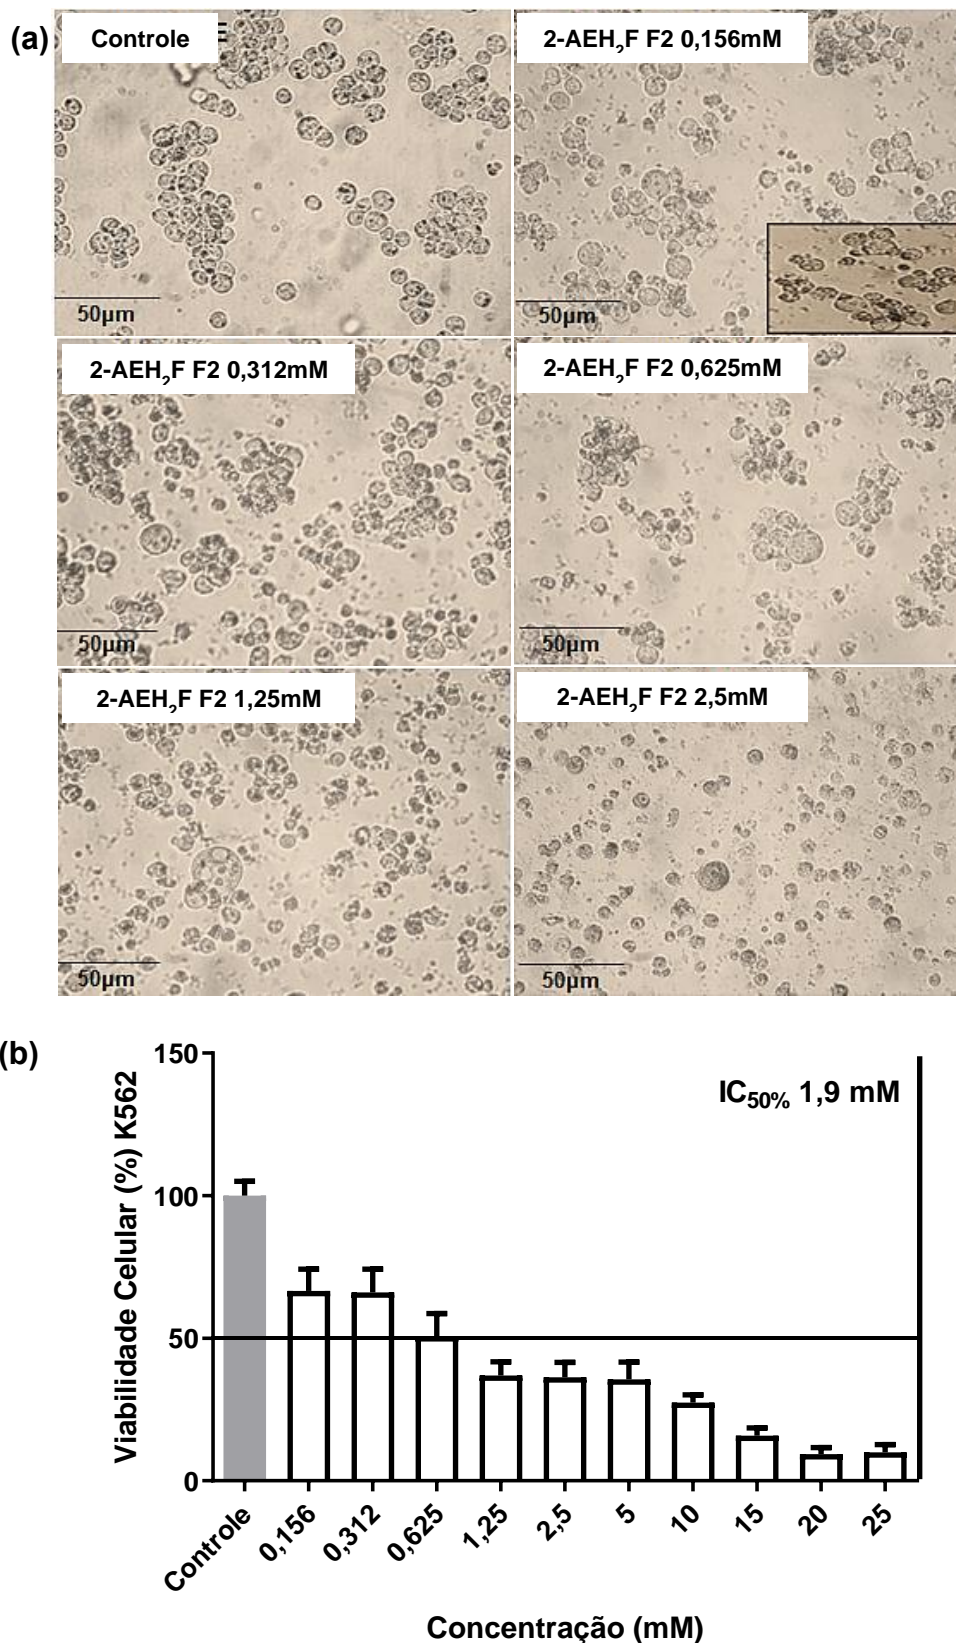 (a)
Controle
2-AEH₂F F2 0,156mM
50µm
50µm
2-AEH₂F F2 0,312mM
2-AEH₂F F2 0,625mM
50µm
50µm
2-AEH₂F F2 1,25mM
2-AEH₂F F2 2,5mM
50µm
50µm
(b)
Viabilidade Celular (%) K562
150
100
50
0
IC50% 1,9 mM
Controle
0,156
0,312
0,625
1,25
2,5
5
10
15
20
25
Concentração (mM)